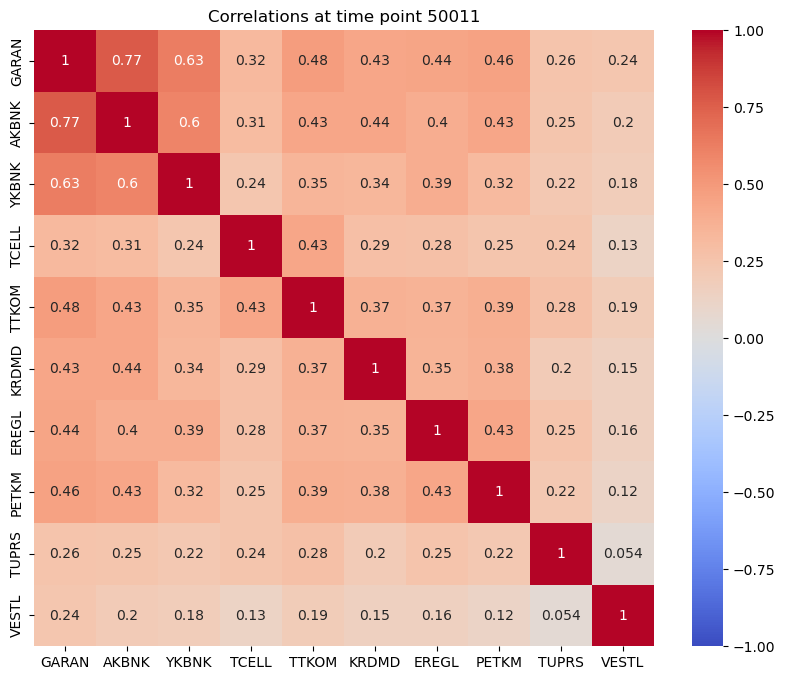 Correlations at time point 50011
GARAN 1 0.77 0.63 0.32 0.48 0.43 0.44 0.46 0.26 0.24
AKBNK 0.77 1 0.6 0.31 0.43 0.44 0.4 0.43 0.25 0.2
YKBNK 0.63 0.6 1 0.24 0.35 0.34 0.39 0.32 0.22 0.18
TCELL 0.32 0.31 0.24 1 0.43 0.29 0.28 0.25 0.24 0.13
TTKOM 0.48 0.43 0.35 0.43 1 0.37 0.37 0.39 0.28 0.19
KRDMD 0.43 0.44 0.34 0.29 0.37 1 0.35 0.38 0.2 0.15
EREGL 0.44 0.4 0.39 0.28 0.37 0.35 1 0.43 0.25 0.16
PETKM 0.46 0.43 0.32 0.25 0.39 0.38 0.43 1 0.22 0.12
TUPRS 0.26 0.25 0.22 0.24 0.28 0.2 0.25 0.22 1 0.054
VESTL 0.24 0.2 0.18 0.13 0.19 0.15 0.16 0.12 0.054 1
GARAN AKBNK YKBNK TCELL TTKOM KRDMD EREGL PETKM TUPRS VESTL
1.00
0.75
0.50
0.25
0.00
−0.25
−0.50
−0.75
−1.00